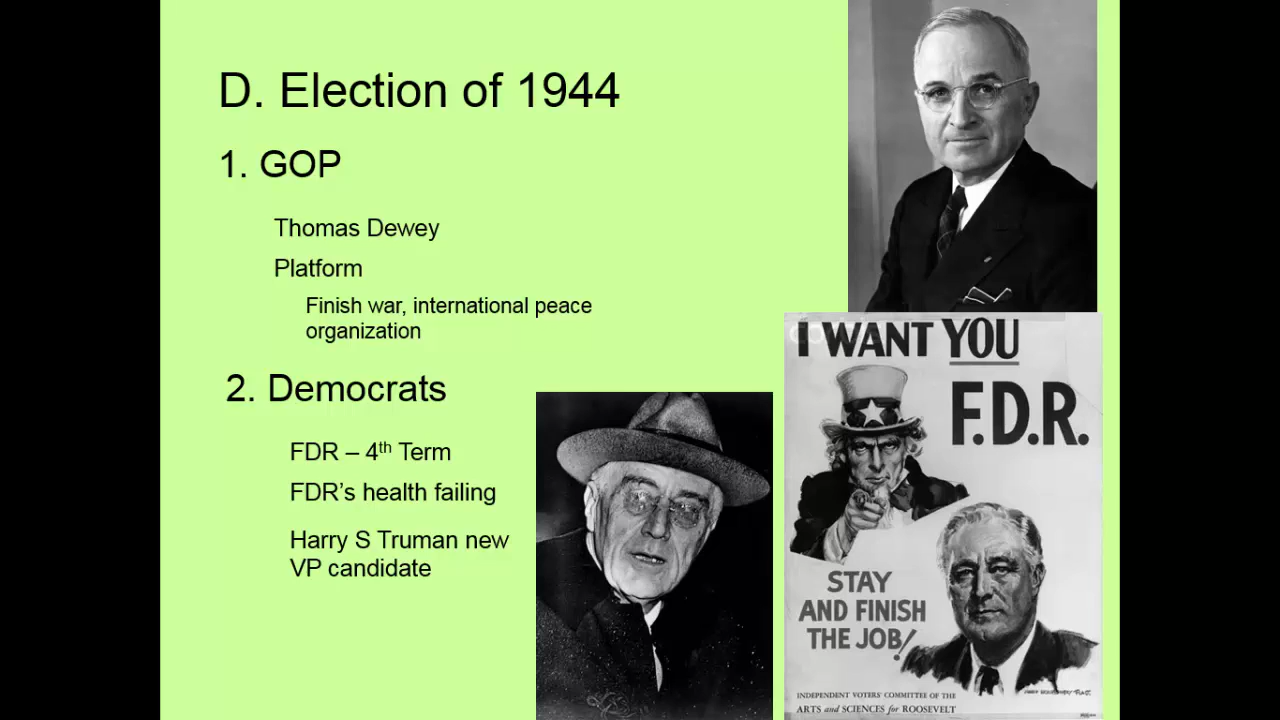 D. Election of 1944
1. GOP
Thomas Dewey
Platform
Finish war, international peace
organization
2. Democrats
FDR – 4th Term
FDR's health failing
Harry S Truman new
VP candidate
I WANT YOU
F.D.R.
STAY
AND FINISH
THE JOB!
INDEPENDENT VOTERS' COMMITTEE OF THE
ARTS and SCIENCES for ROOSEVELT